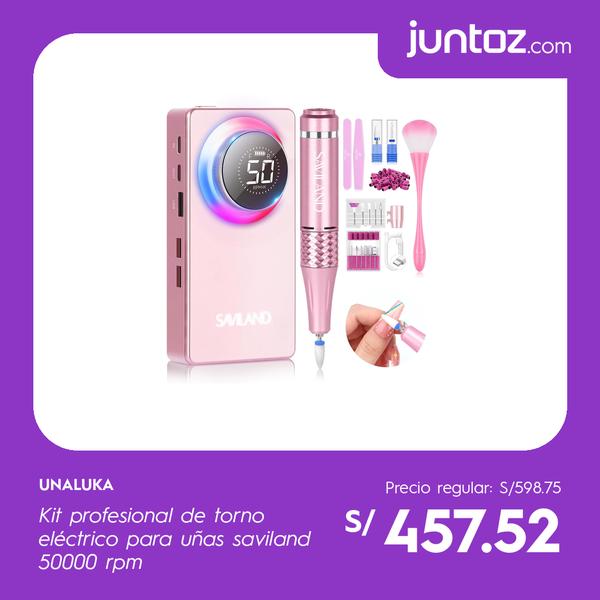 juntoz.com
50
SAVILAND
SAVILAND
UNALUKA
Kit profesional de torno
eléctrico para uñas saviland
50000 rpm
Precio regular: S/598.75
S/ 457.52